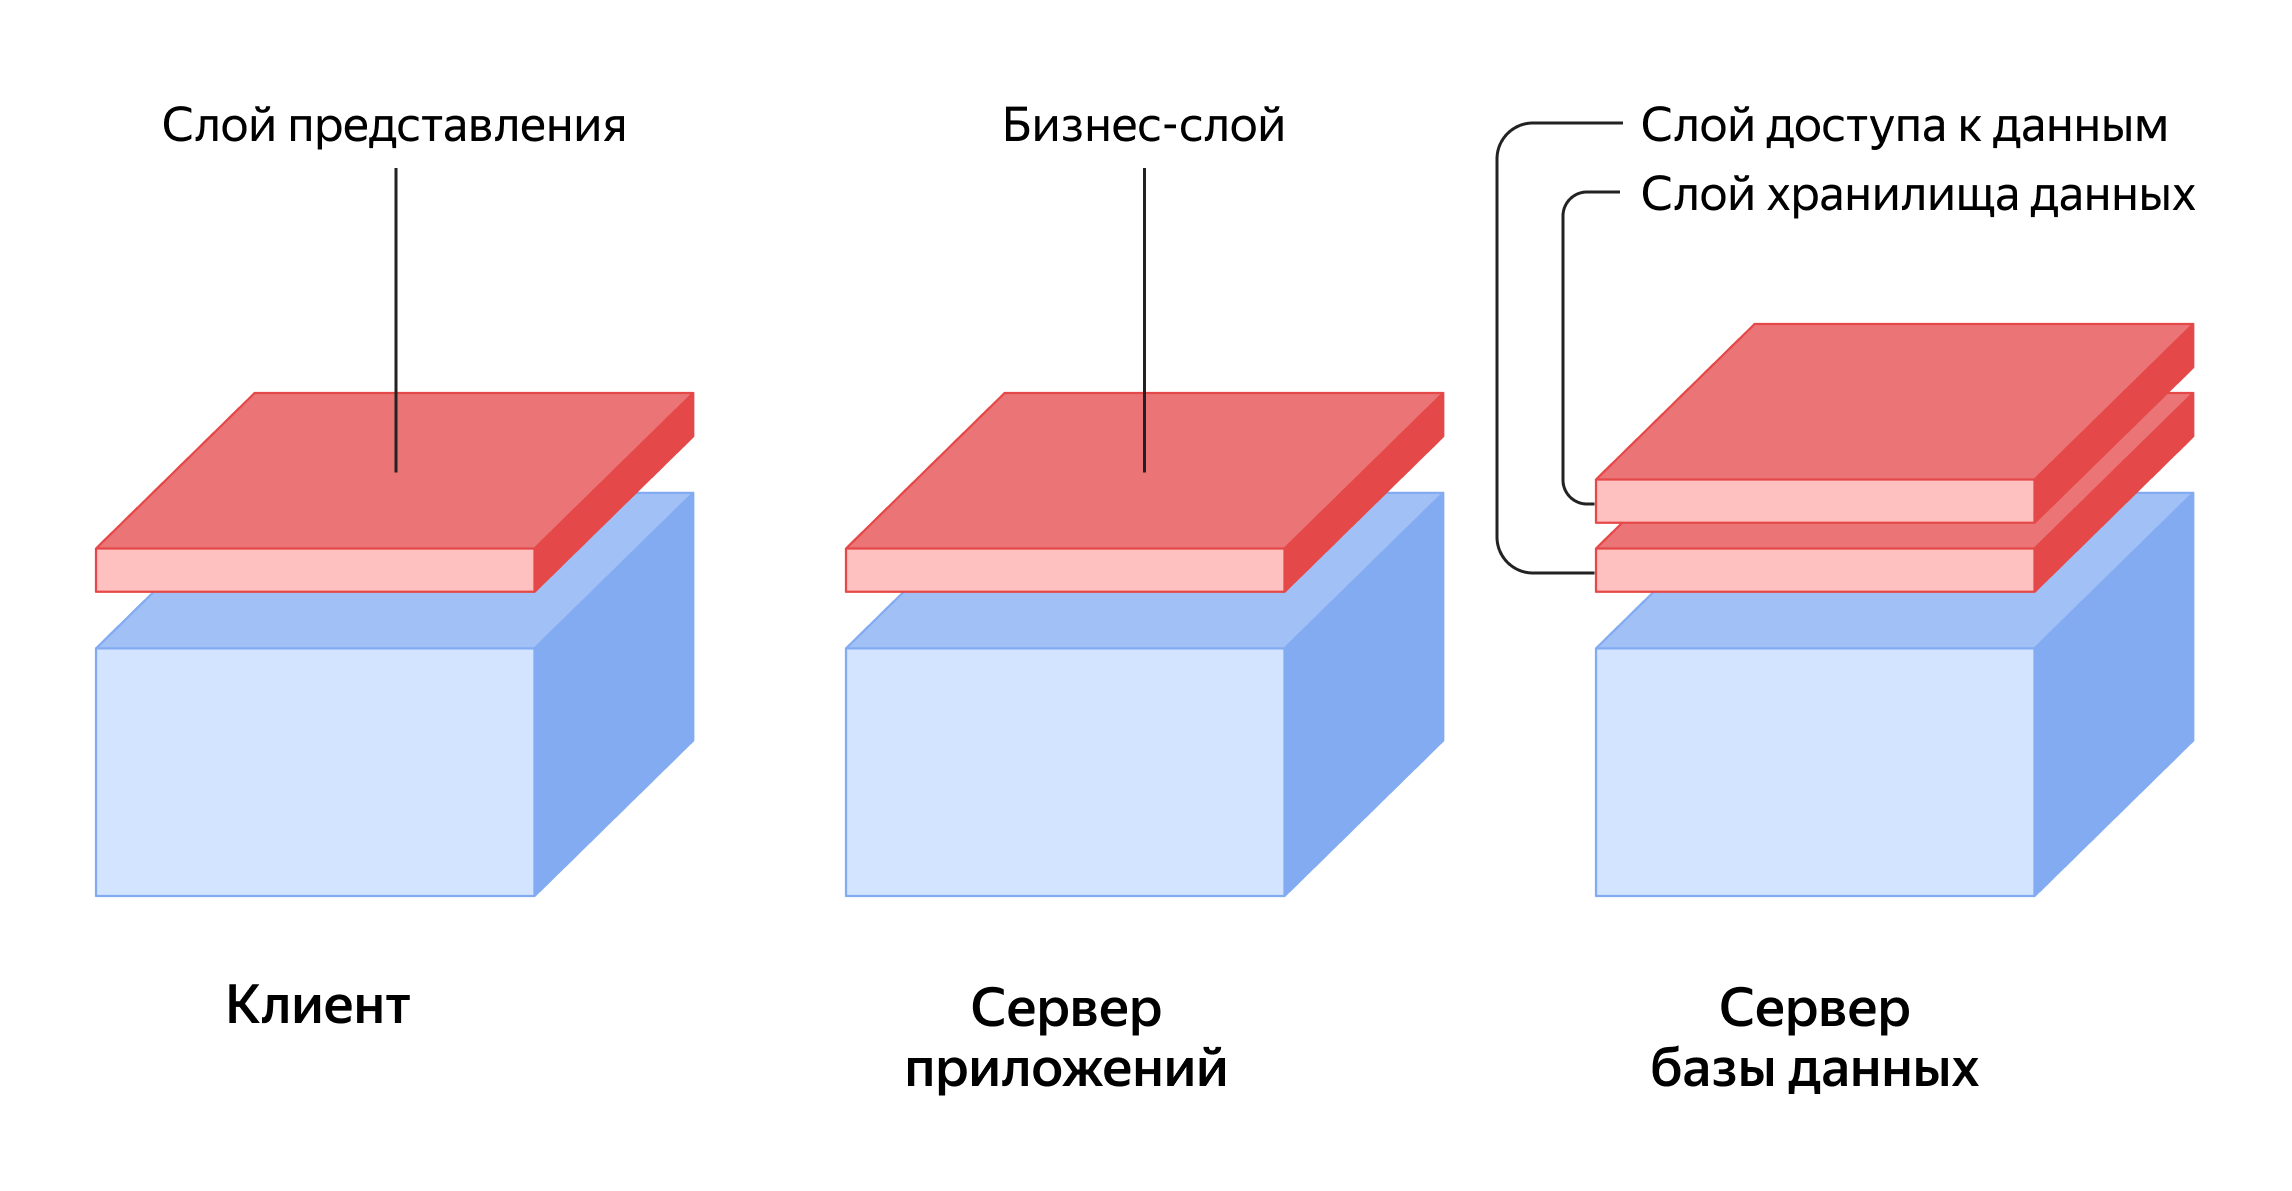 Слой представления
Бизнес-слой
Слой доступа к данным
Слой хранилища данных
Клиент
Сервер
приложений
Сервер
базы данных